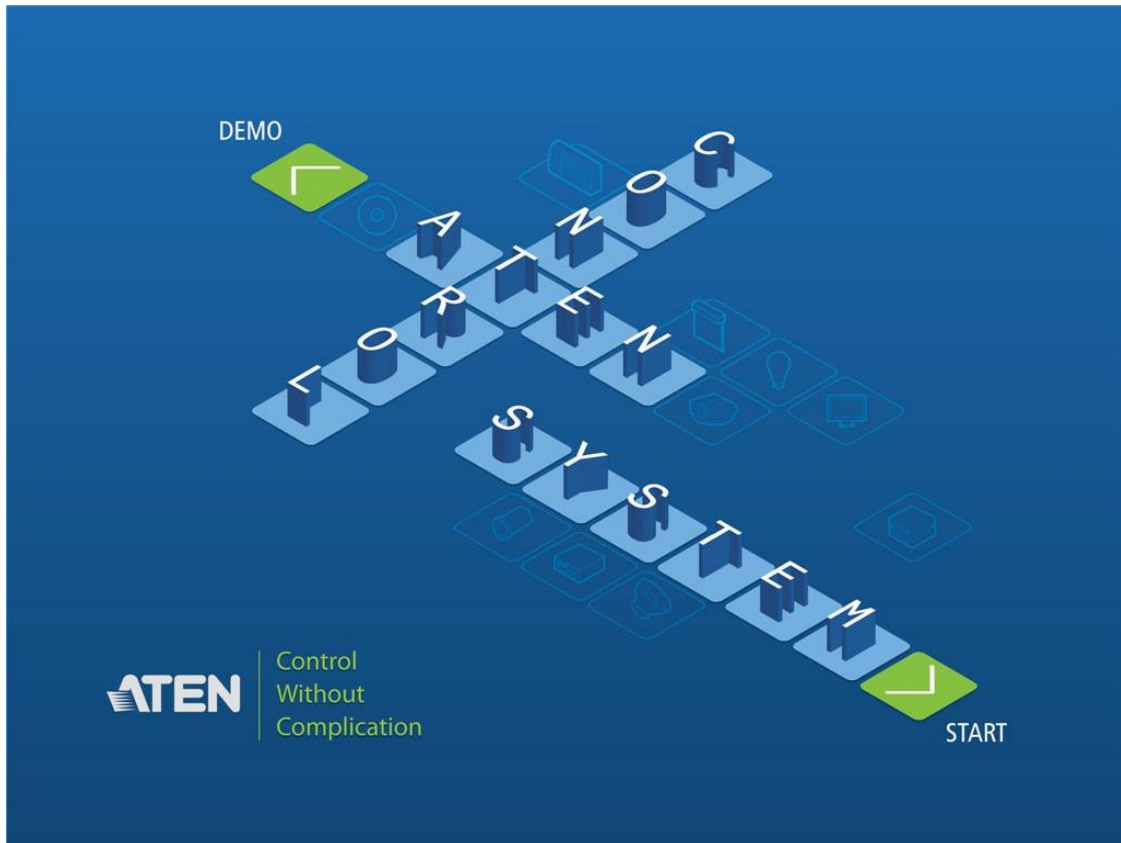 DEMO
ATEN
CONTROL
SYSTEM
ATEN
Control
Without
Complication
START